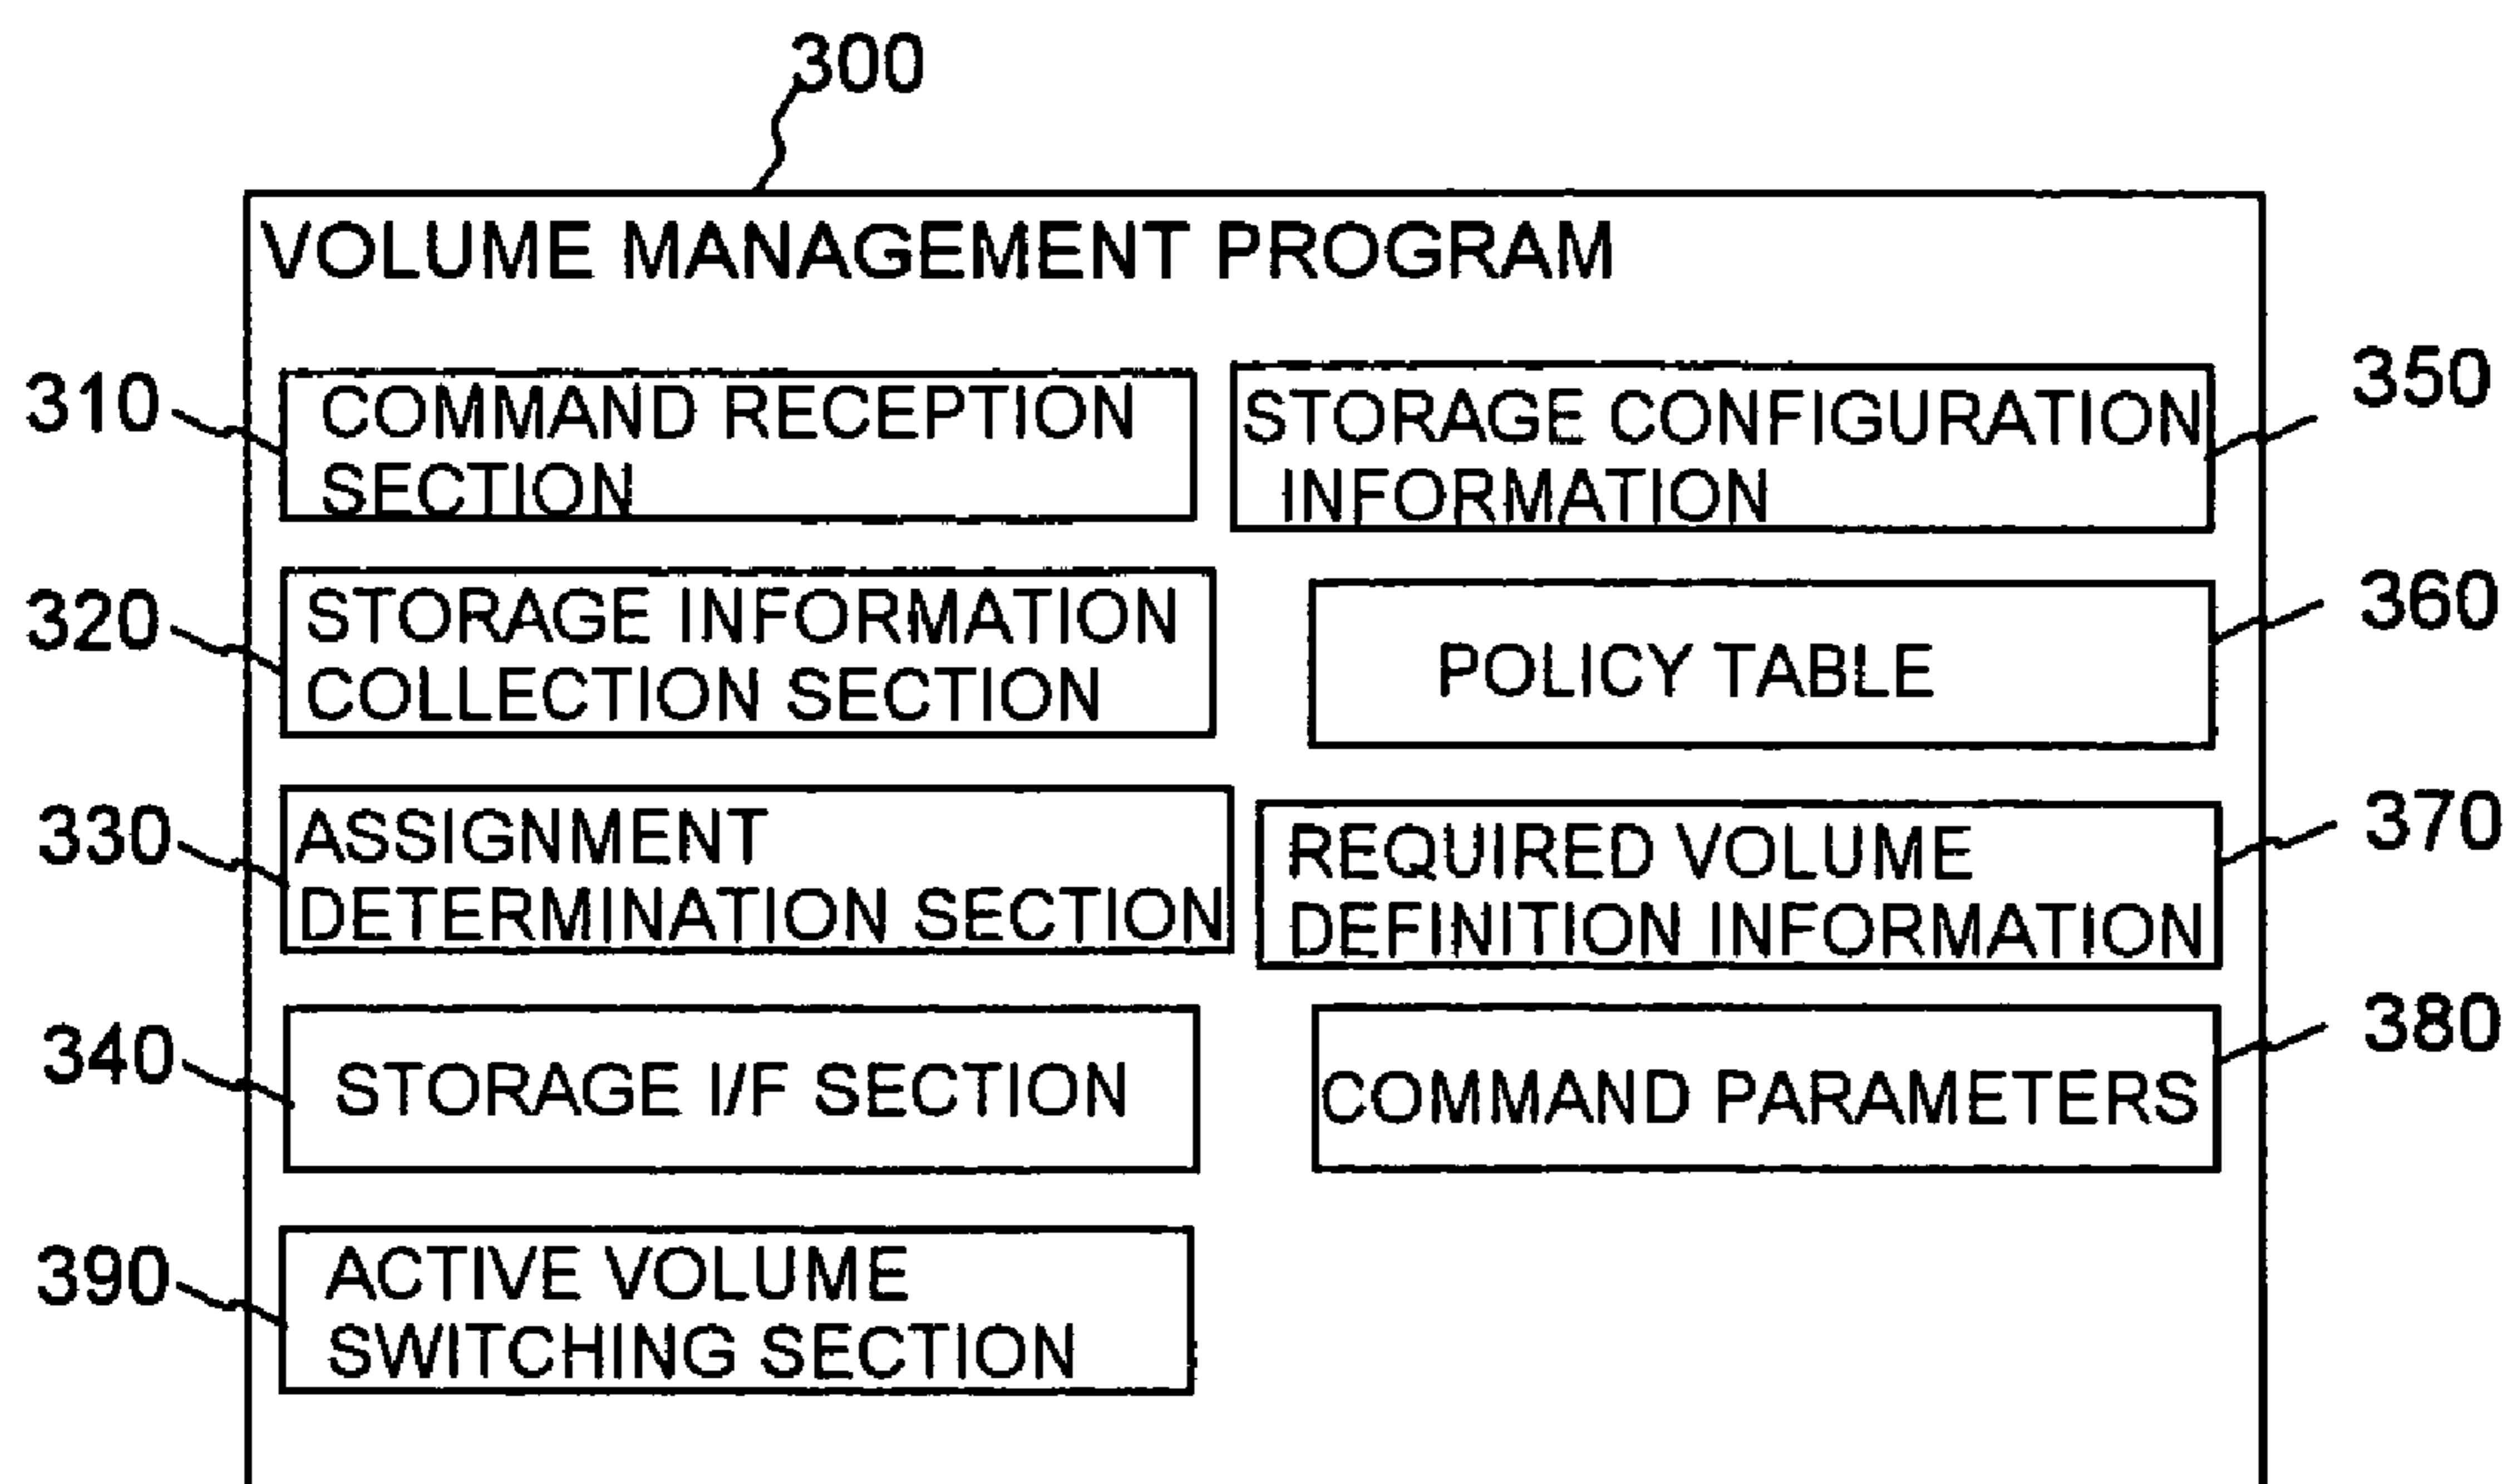 300
VOLUME MANAGEMENT PROGRAM
310
COMMAND RECEPTION
SECTION
STORAGE CONFIGURATION
INFORMATION
350
320
STORAGE INFORMATION
COLLECTION SECTION
POLICY TABLE
360
330
ASSIGNMENT
DETERMINATION SECTION
REQUIRED VOLUME
DEFINITION INFORMATION
370
340
STORAGE I/F SECTION
COMMAND PARAMETERS
380
390
ACTIVE VOLUME
SWITCHING SECTION